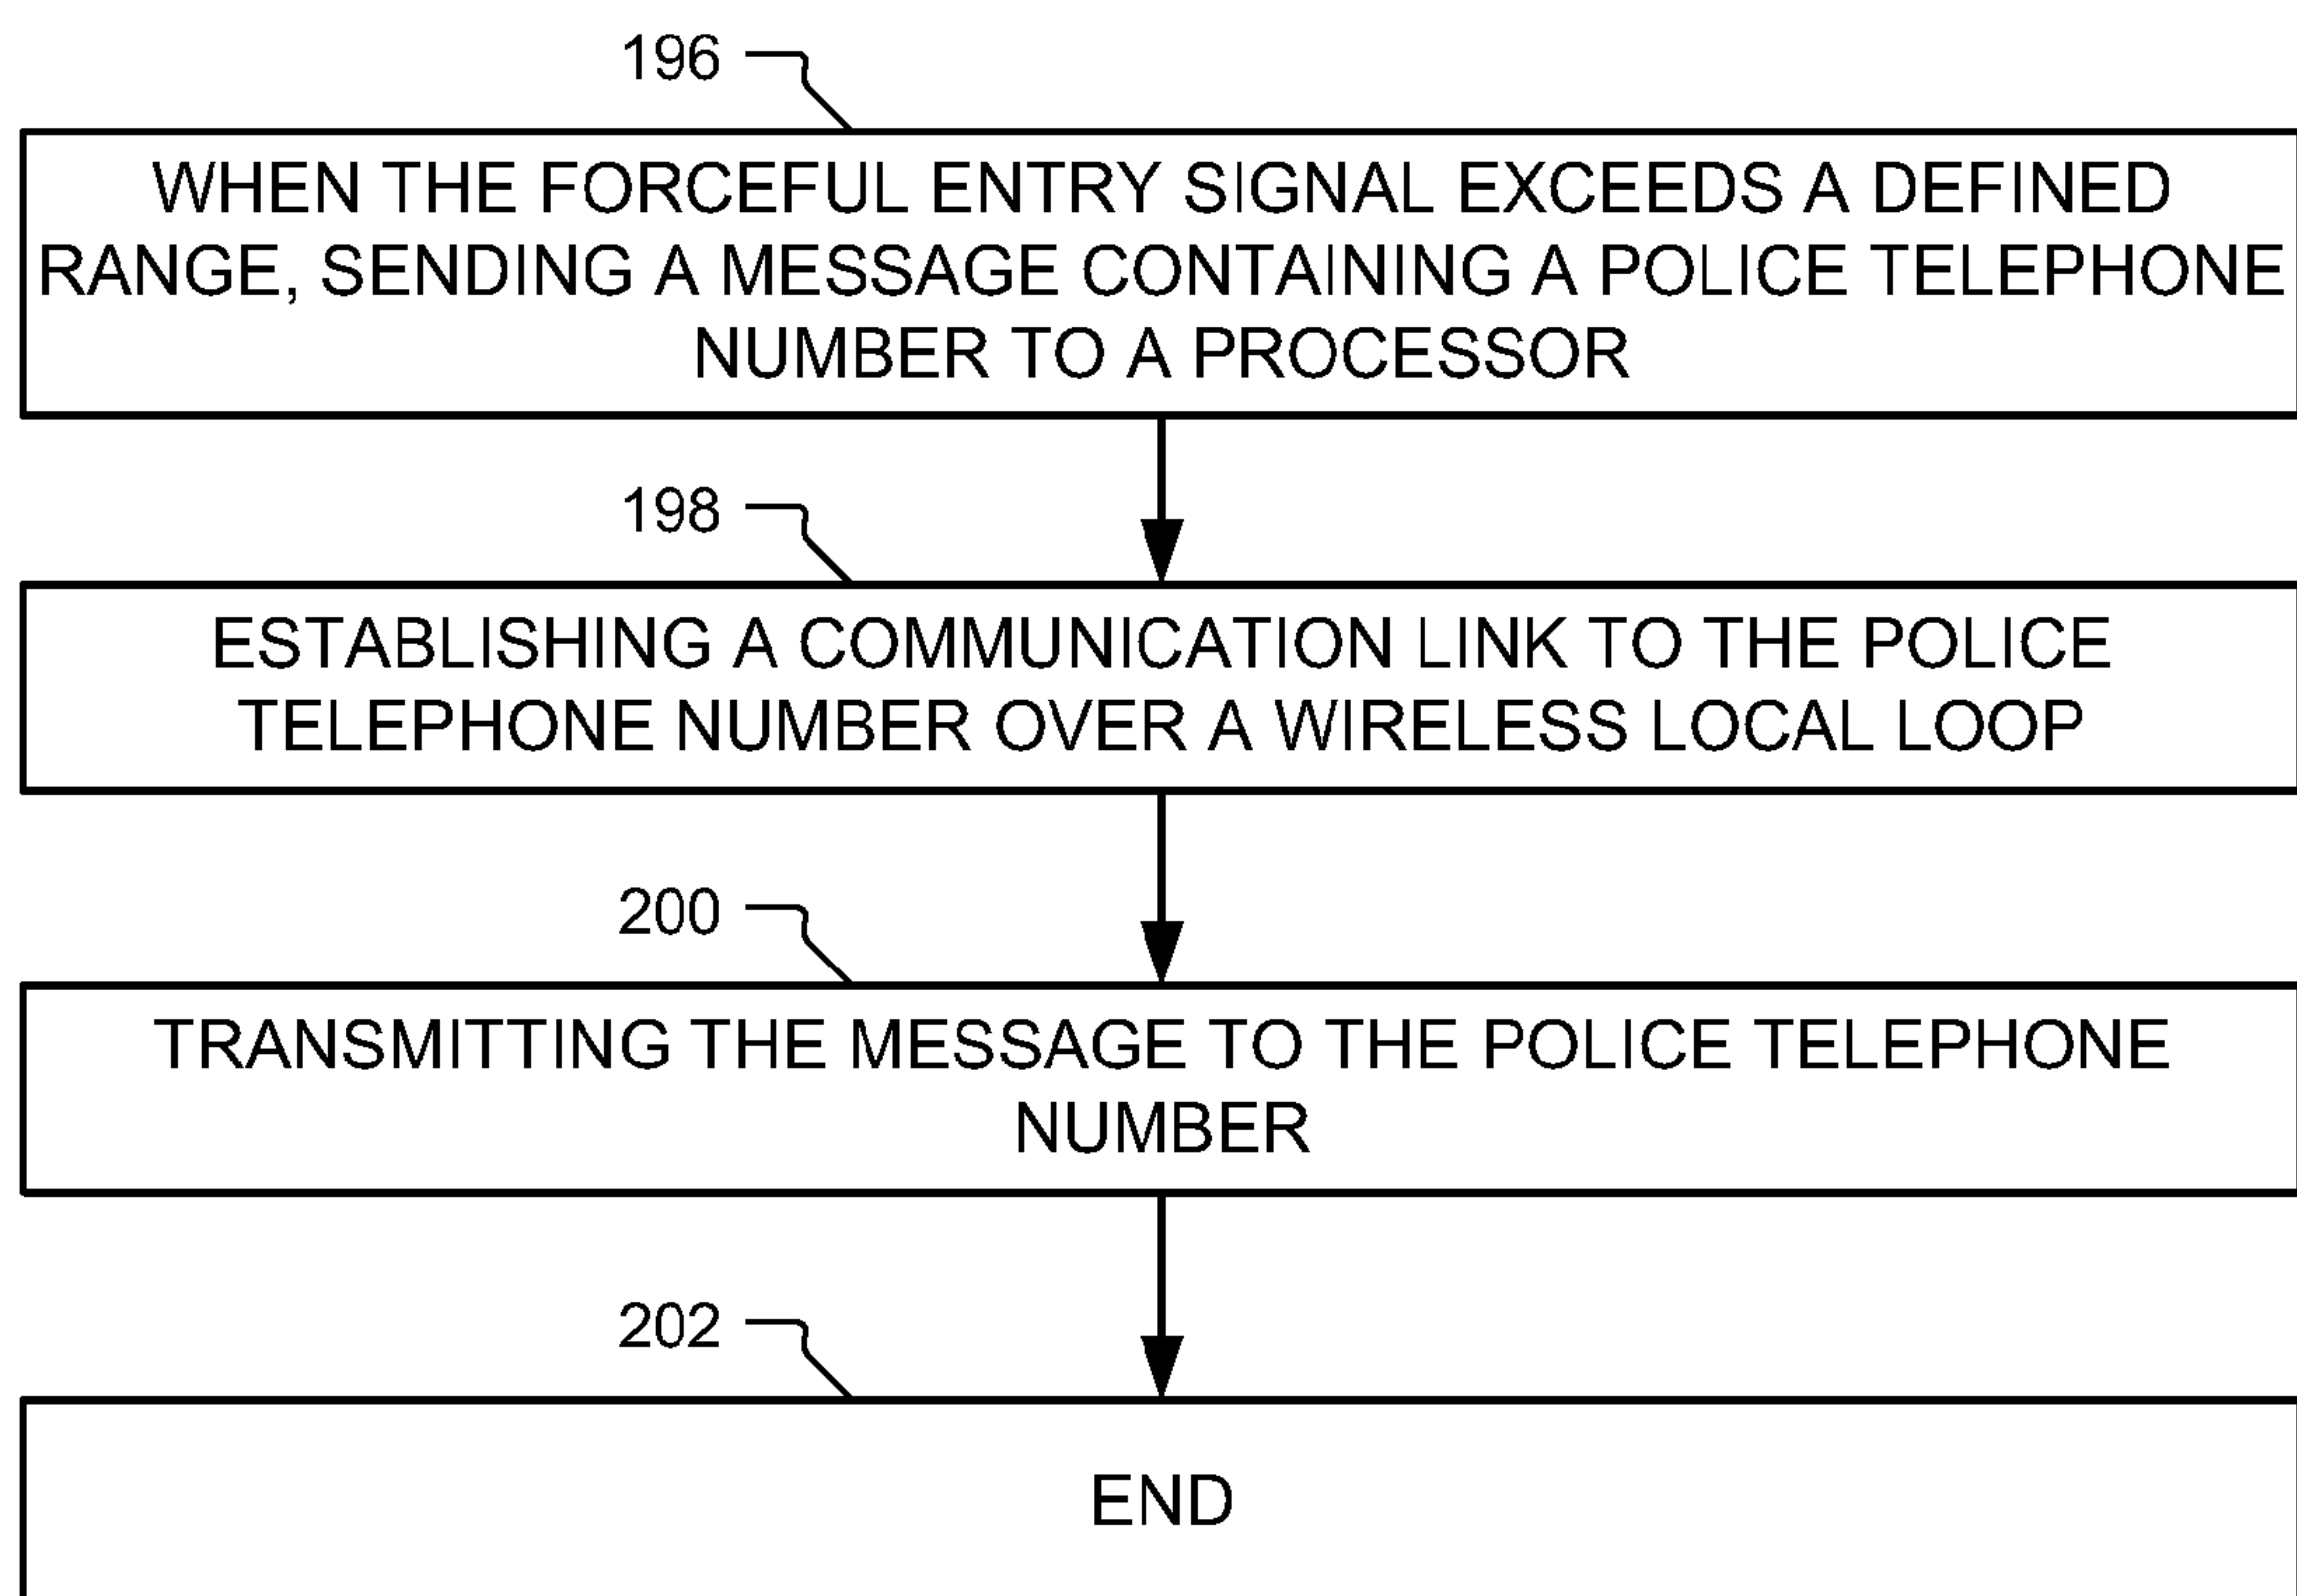 196
WHEN THE FORCEFUL ENTRY SIGNAL EXCEEDS A DEFINED
RANGE, SENDING A MESSAGE CONTAINING A POLICE TELEPHONE
NUMBER TO A PROCESSOR
198
ESTABLISHING A COMMUNICATION LINK TO THE POLICE
TELEPHONE NUMBER OVER A WIRELESS LOCAL LOOP
200
TRANSMITTING THE MESSAGE TO THE POLICE TELEPHONE
NUMBER
202
END